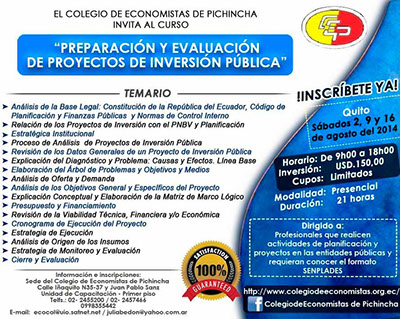 EL COLEGIO DE ECONOMISTAS DE PICHINCHA
INVITA AL CURSO
"PREPARACIÓN Y EVALUACIÓN
DE PROYECTOS DE INVERSIÓN PÚBLICA"
CEP
TEMARIO
Análisis de la Base Legal: Constitución de la República del Ecuador, Código de
Planificación y Finanzas Públicas y Normas de Control Interno
Relación de los Proyectos de Inversión con el PNBV y Planificación
Estratégica Institucional
Proceso de Análisis de Proyectos de Inversión Pública
Revisión de los Datos Generales de un Proyecto de Inversión Pública
Explicación del Diagnóstico y Problema: Causas y Efectos. Línea Base
Elaboración del Árbol de Problemas y Objetivos y Medios
Análisis de Oferta y Demanda
Análisis de los Objetivos General y Específicos del Proyecto
Explicación Conceptual y Elaboración de la Matriz de Marco Lógico
Presupuesto y Financiamiento
Revisión de la Viabilidad Técnica, Financiera y/o Económica
Cronograma de Ejecución del Proyecto
Estrategia de Ejecución
Análisis de Origen de los Insumos
Estrategia de Monitoreo y Evaluación
Cierre y Evaluación
Información e inscripciones:
Sede del Colegio de Economistas de Pichincha
Calle Iñaquito N35-37 y Juan Pablo Sanz
Unidad de Capacitación - Primer piso
Telfs.: 02- 2455200 / 02- 2457466
0998355442
E-mail: ecocol@uio.satnet.net / juliabedon@yahoo.com.ar
SATISFACTION
100%
GUARANTEED
¡INSCRÍBETE YA!
Quito
Sábados 2, 9 y 16
de agosto del 2014
Horario: De 9h00 a 18h00
Inversión: USD.150,00
Cupos: Limitados
Modalidad: Presencial
Duración: 21 horas
Dirigido a:
Profesionales que realicen
actividades de planificación y
proyectos en las entidades públicas y
requieran conocer el formato
SENPLADES
http://www.colegiodeeconomistas.org.ec/
f ColegiodeEconomistas de Pichincha